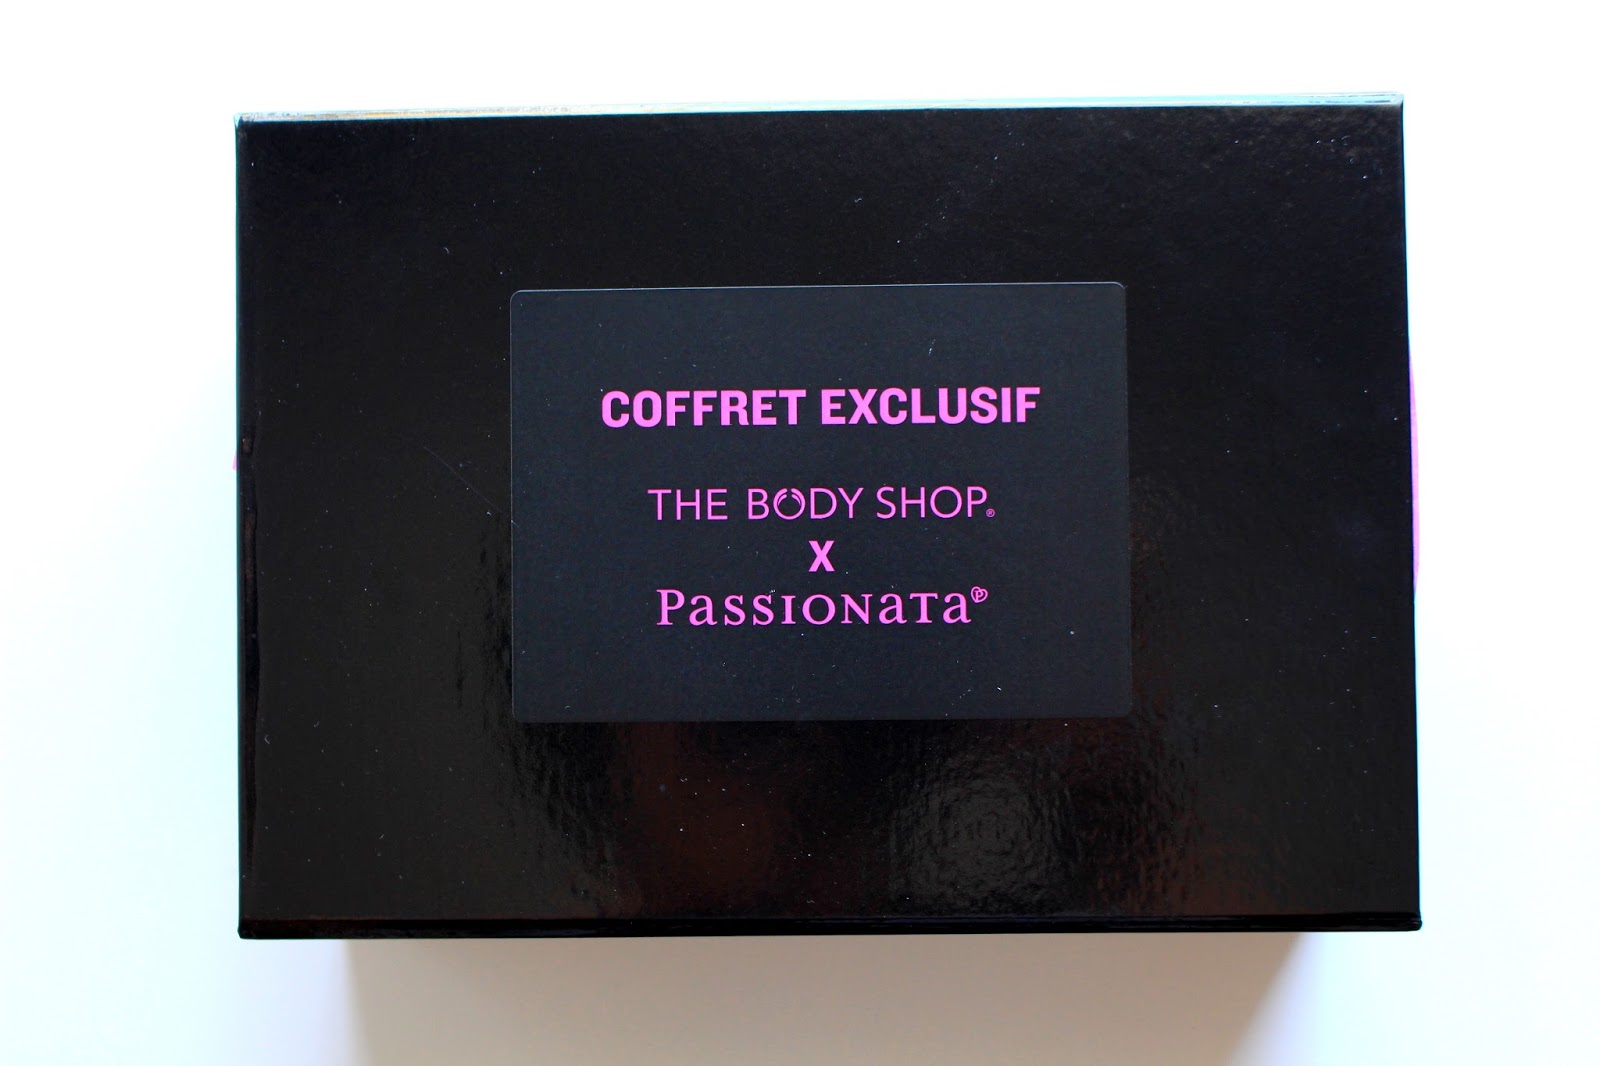 COFFRET EXCLUSIF
THE BODY SHOP®
X
PassIONaTa